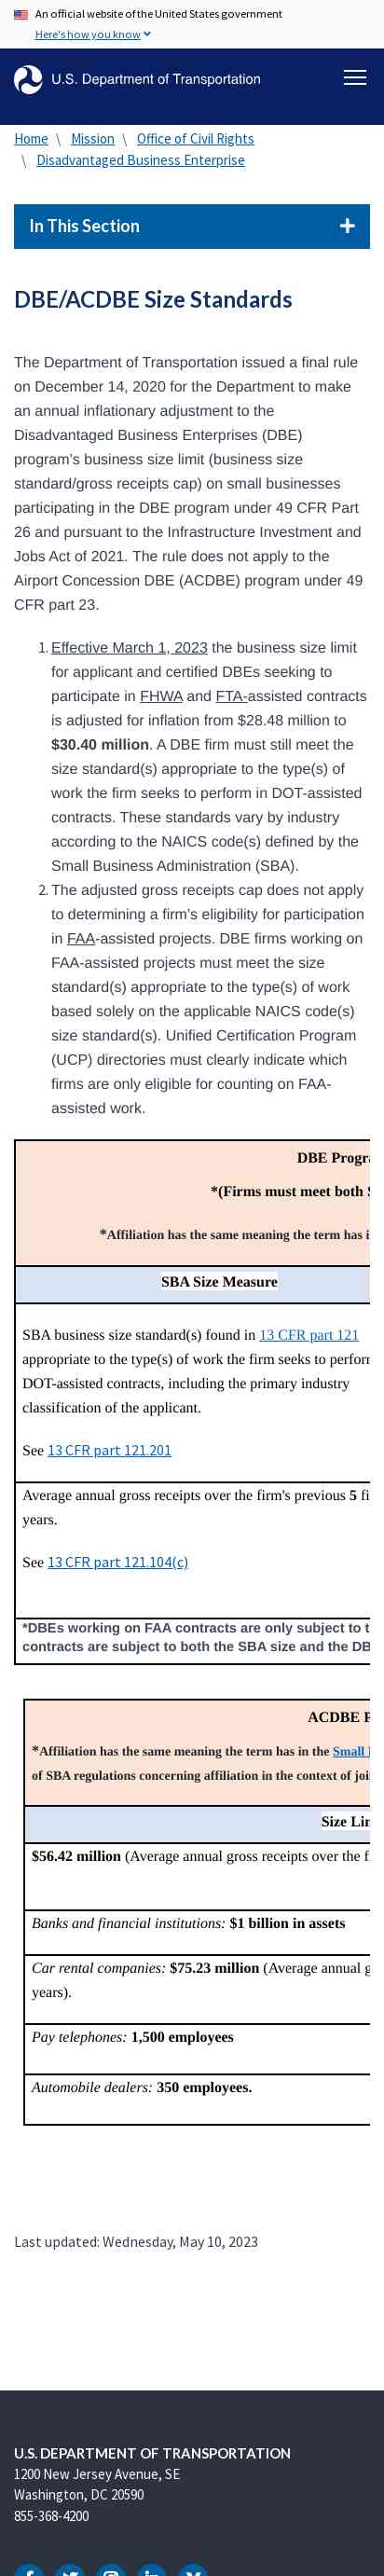 An official website of the United States government
Here's how you know
U.S. Department of Transportation
Home \ Mission \ Office of Civil Rights
\ Disadvantaged Business Enterprise
In This Section
DBE/ACDBE Size Standards
The Department of Transportation issued a final rule
on December 14, 2020 for the Department to make
an annual inflationary adjustment to the
Disadvantaged Business Enterprises (DBE)
program’s business size limit (business size
standard/gross receipts cap) on small businesses
participating in the DBE program under 49 CFR Part
26 and pursuant to the Infrastructure Investment and
Jobs Act of 2021. The rule does not apply to the
Airport Concession DBE (ACDBE) program under 49
CFR part 23.
1. Effective March 1, 2023 the business size limit
for applicant and certified DBEs seeking to
participate in FHWA and FTA-assisted contracts
is adjusted for inflation from $28.48 million to
$30.40 million. A DBE firm must still meet the
size standard(s) appropriate to the type(s) of
work the firm seeks to perform in DOT-assisted
contracts. These standards vary by industry
according to the NAICS code(s) defined by the
Small Business Administration (SBA).
2. The adjusted gross receipts cap does not apply
to determining a firm’s eligibility for participation
in FAA-assisted projects. DBE firms working on
FAA-assisted projects must meet the size
standard(s) appropriate to the type(s) of work
based solely on the applicable NAICS code(s)
size standard(s). Unified Certification Program
(UCP) directories must clearly indicate which
firms are only eligible for counting on FAA-
assisted work.
DBE Progra
*(Firms must meet both S
*Affiliation has the same meaning the term has i
SBA Size Measure
SBA business size standard(s) found in 13 CFR part 121
appropriate to the type(s) of work the firm seeks to perform
DOT-assisted contracts, including the primary industry
classification of the applicant.
See 13 CFR part 121.201
Average annual gross receipts over the firm's previous 5 fi
years.
See 13 CFR part 121.104(c)
*DBEs working on FAA contracts are only subject to t
contracts are subject to both the SBA size and the DB
ACDBE P
*Affiliation has the same meaning the term has in the Small
of SBA regulations concerning affiliation in the context of joi
Size Lim
$56.42 million (Average annual gross receipts over the fi
Banks and financial institutions: $1 billion in assets
Car rental companies: $75.23 million (Average annual g
years).
Pay telephones: 1,500 employees
Automobile dealers: 350 employees.
Last updated: Wednesday, May 10, 2023
U.S. DEPARTMENT OF TRANSPORTATION
1200 New Jersey Avenue, SE
Washington, DC 20590
855-368-4200